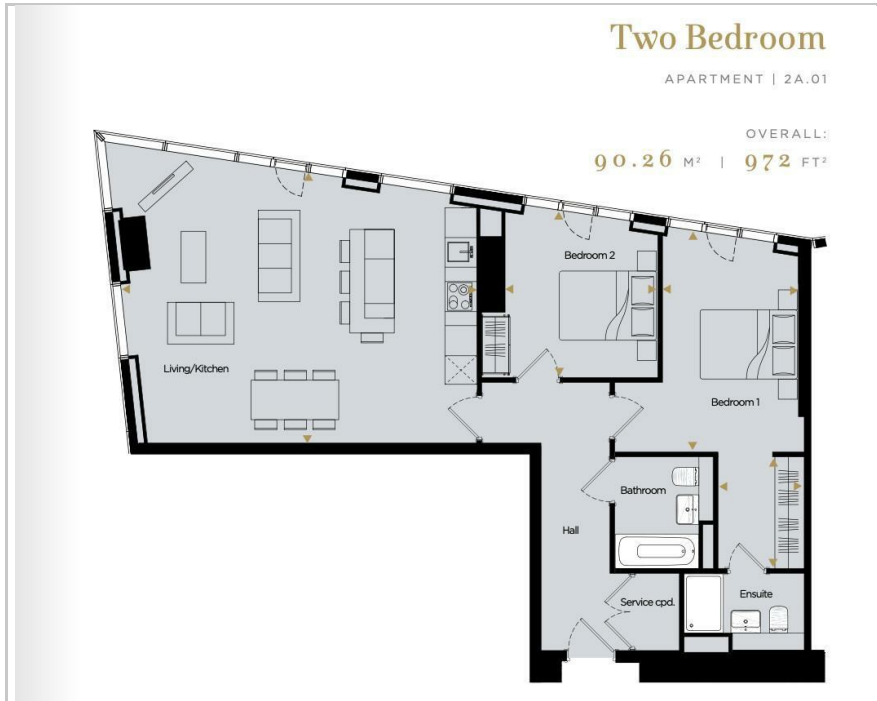 Two Bedroom
APARTMENT | 2A.01
OVERALL:
90.26 M² | 972 FT²
Bedroom 2
Living/Kitchen
Bedroom 1
Bathroom
Hall
Service cpd.
Ensuite